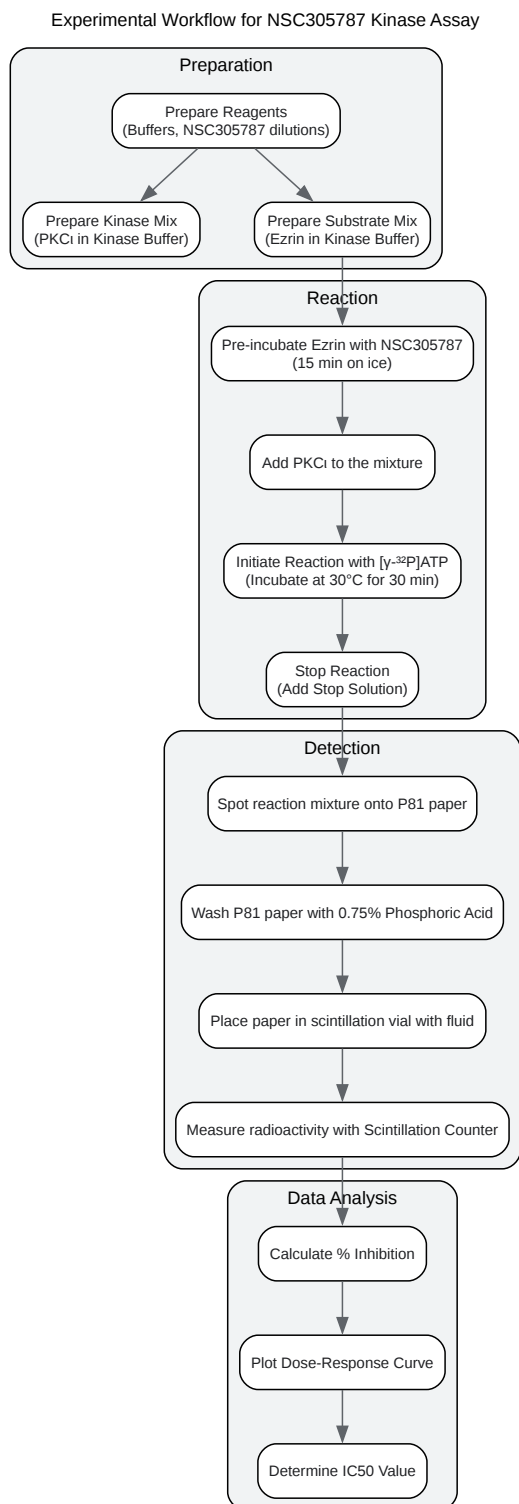 Experimental Workflow for NSC305787 Kinase Assay
Preparation
Prepare Reagents
(Buffers, NSC305787 dilutions)
Prepare Kinase Mix
(PKCι in Kinase Buffer)
Prepare Substrate Mix
(Ezrin in Kinase Buffer)
Reaction
Pre-incubate Ezrin with NSC305787
(15 min on ice)
Add PKCι to the mixture
Initiate Reaction with [γ-³²P]ATP
(Incubate at 30°C for 30 min)
Stop Reaction
(Add Stop Solution)
Detection
Spot reaction mixture onto P81 paper
Wash P81 paper with 0.75% Phosphoric Acid
Place paper in scintillation vial with fluid
Measure radioactivity with Scintillation Counter
Data Analysis
Calculate % Inhibition
Plot Dose-Response Curve
Determine IC50 Value